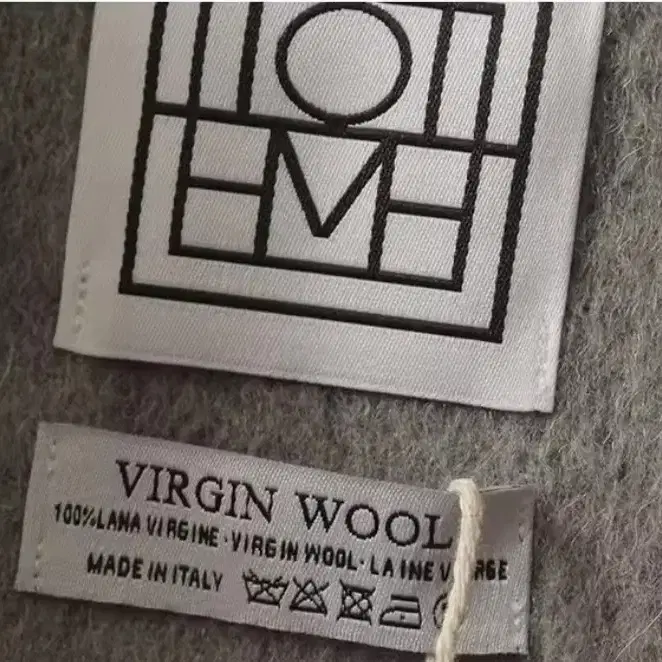 VIRGIN WOOL
100%LANA VIRGINE·VIRGIN WOOL·LAINE
MADE IN ITALY